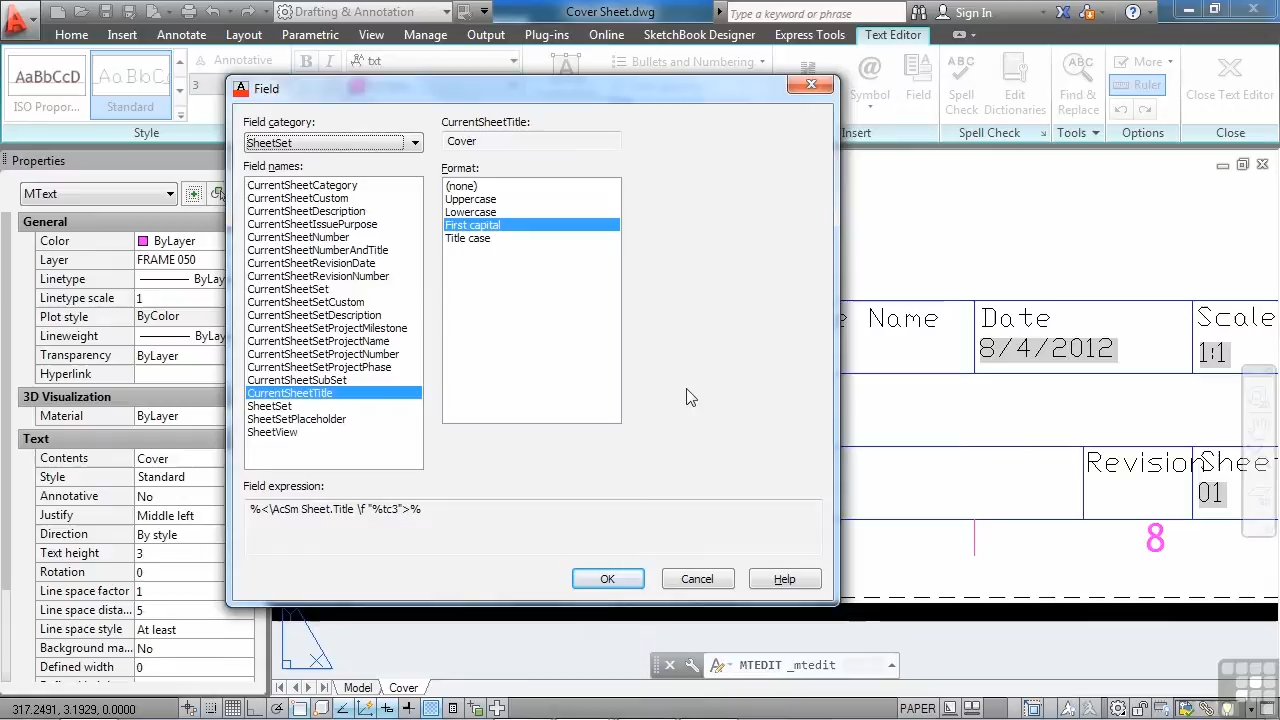 Drafting & Annotation
Cover Sheet.dwg
Type a keyword or phrase
Sign In
Home Insert Annotate Layout Parametric View Manage Output Plug-ins Online SketchBook Designer Express Tools Text Editor
AaBbCcD
ISO Propor...
AaBbCcD
Standard
Style
Annotative
3
B I txt
Bullets and Numbering
Symbol
Field
Insert
ABC
Spell Check
Edit Dictionaries
Spell Check
ABC
Find & Replace
Tools
More
Ruler
Options
Close Text Editor
Close
Properties
MText
General
Color ByLayer
Layer FRAME 050
Linetype ByLay
Linetype scale 1
Plot style ByColor
Lineweight ByLay
Transparency ByLayer
Hyperlink
3D Visualization
Material ByLayer
Text
Contents Cover
Style Standard
Annotative No
Justify Middle left
Direction By style
Text height 3
Rotation 0
Line space factor 1
Line space dista... 5
Line space style At least
Background ma... No
Defined width 0
Field
Field category:
SheetSet
Field names:
CurrentSheetCategory
CurrentSheetCustom
CurrentSheetDescription
CurrentSheetIssuePurpose
CurrentSheetNumber
CurrentSheetNumberAndTitle
CurrentSheetRevisionDate
CurrentSheetRevisionNumber
CurrentSheetSet
CurrentSheetSetCustom
CurrentSheetSetDescription
CurrentSheetSetProjectMilestone
CurrentSheetSetProjectName
CurrentSheetSetProjectNumber
CurrentSheetSetProjectPhase
CurrentSheetSubSet
CurrentSheetTitle
SheetSet
SheetSetPlaceholder
SheetView
CurrentSheetTitle:
Cover
Format:
(none)
Uppercase
Lowercase
First capital
Title case
Field expression:
%<\AcSm Sheet.Title \f "%tc3">%
OK Cancel Help
e Name
Date
8/4/2012
Scale
1:1
Revision
Shee
01
8
MTEDIT _mtedit
Model Cover
317.2491, 3.1929, 0.0000
PAPER